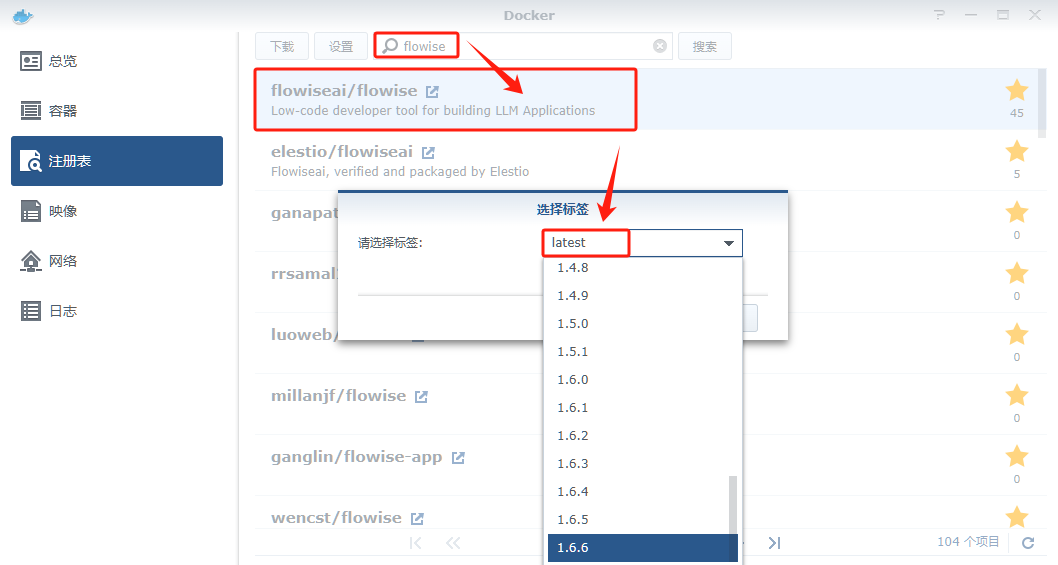 Docker
总览
容器
注册表
映像
网络
日志
下载
设置
flowise
搜索
flowiseai/flowise
Low-code developer tool for building LLM Applications
45
elestio/flowiseai
Flowiseai, verified and packaged by Elestio
5
0
0
luoweb/
0
millanjf/flowise
0
ganglin/flowise-app
0
wencst/flowise
104 个项目
选择标签
请选择标签:
latest
1.4.8
1.4.9
1.5.0
1.5.1
1.6.0
1.6.1
1.6.2
1.6.3
1.6.4
1.6.5
1.6.6